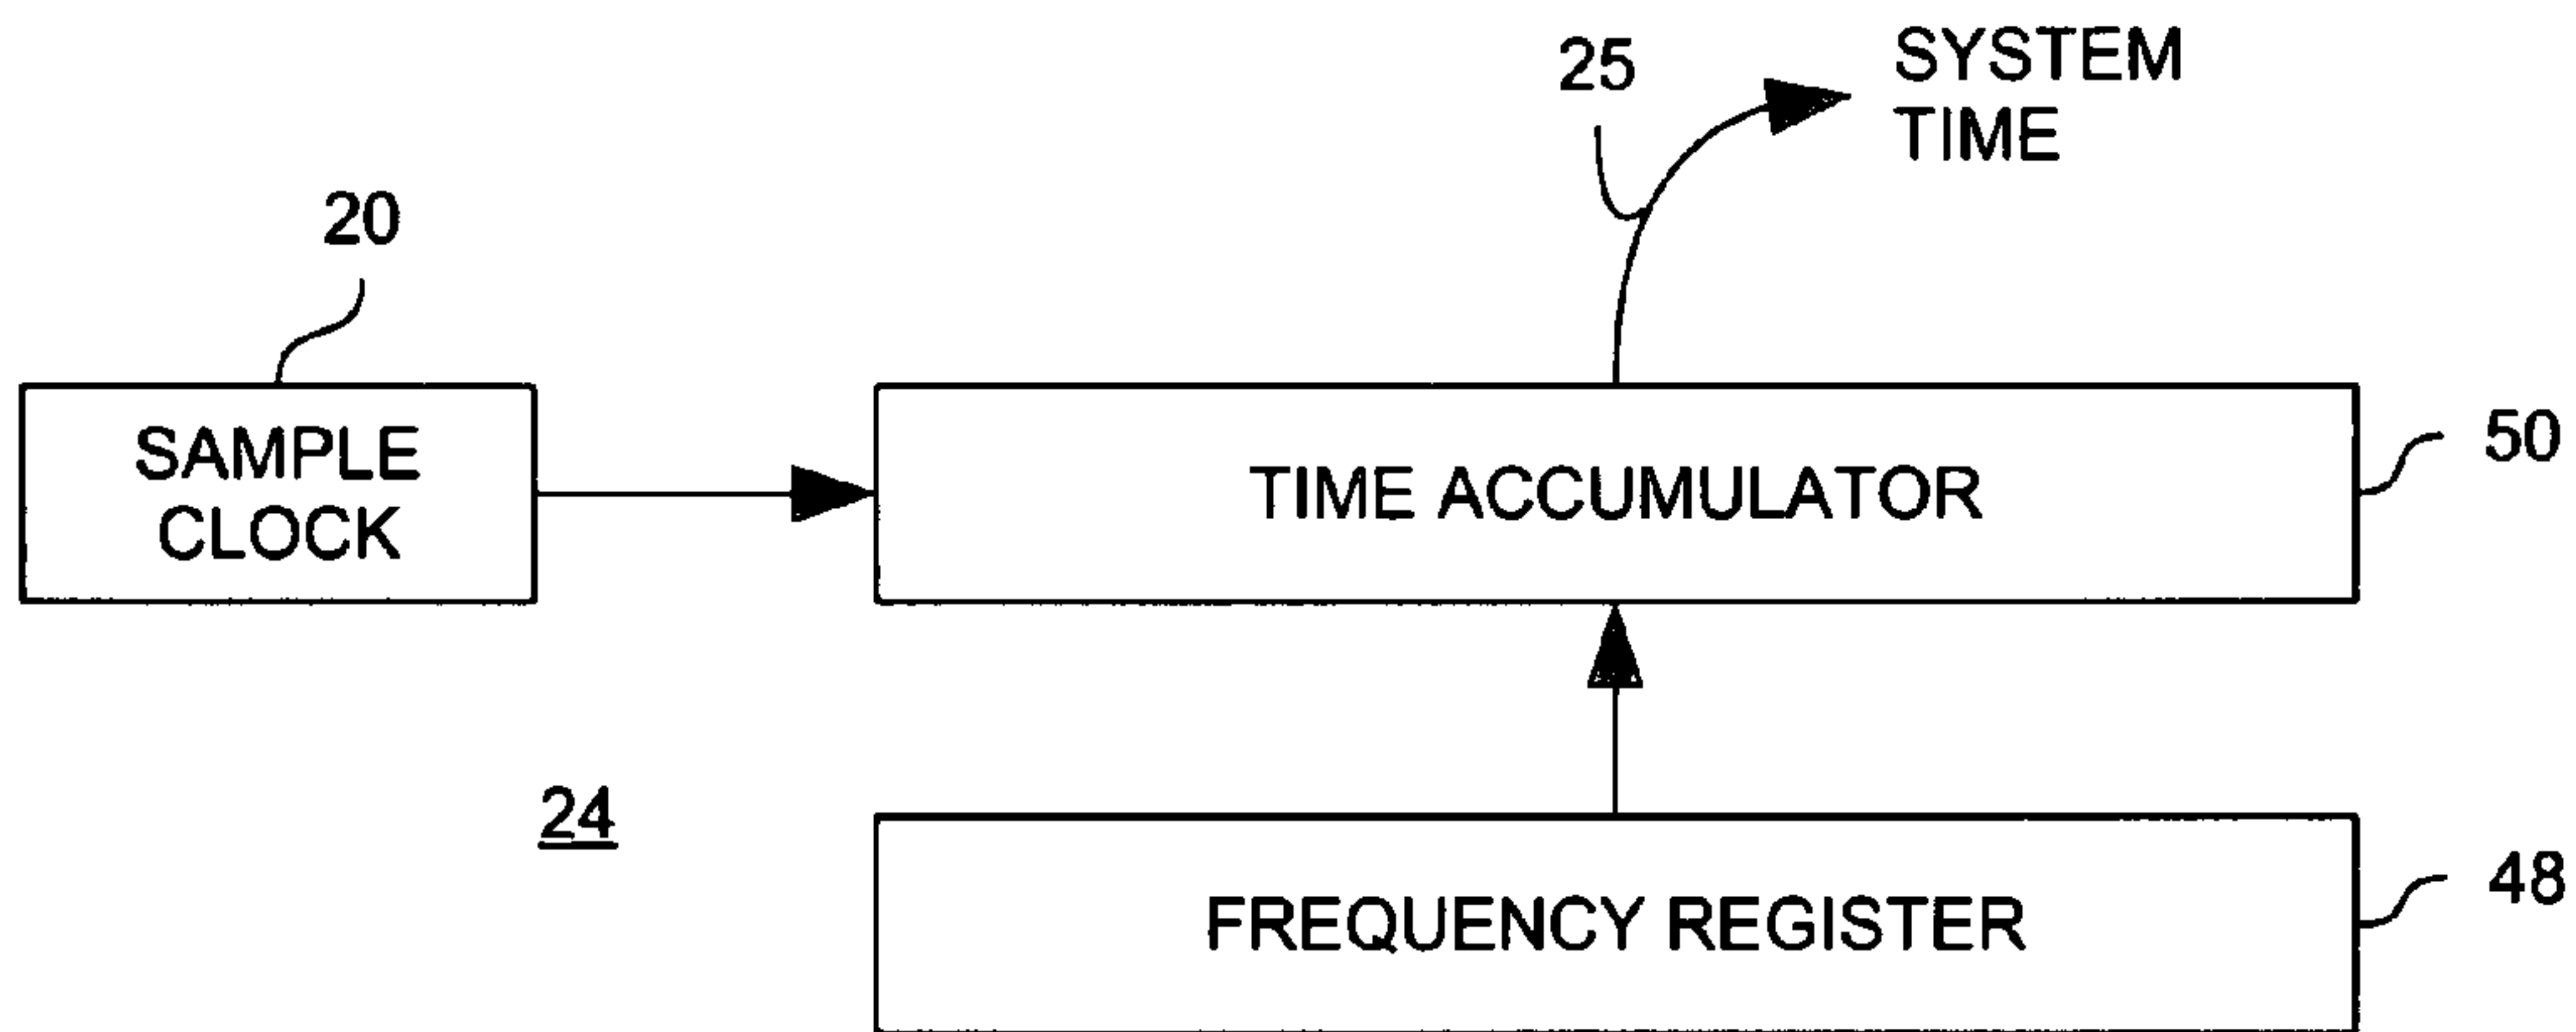 25
SYSTEM
TIME
20
SAMPLE
CLOCK
TIME ACCUMULATOR
50
24
FREQUENCY REGISTER
48